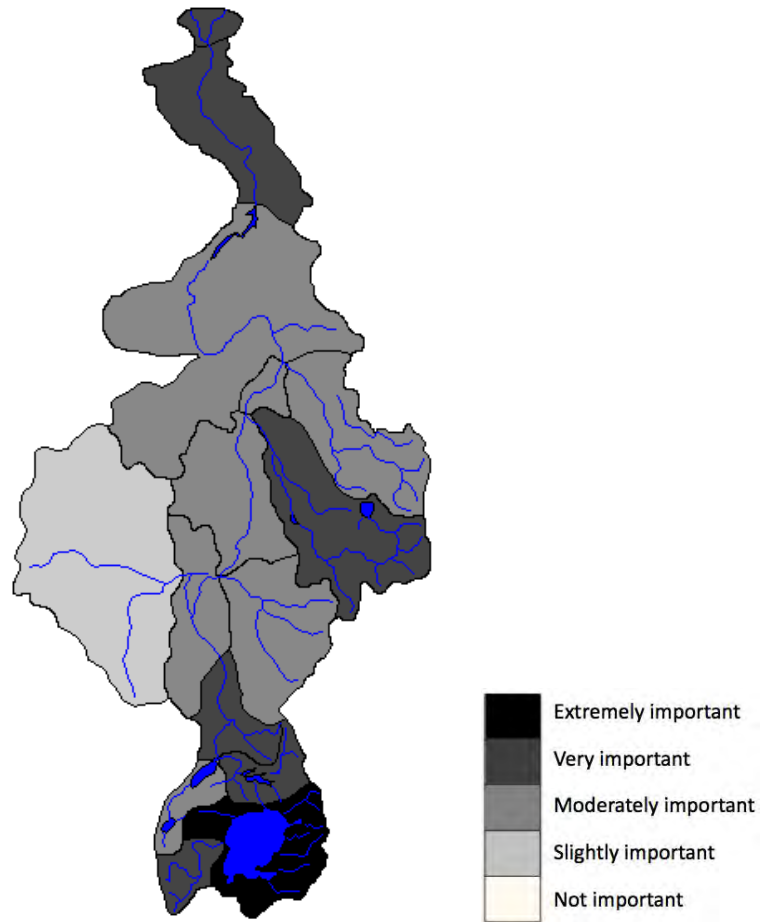 Extremely important
Very important
Moderately important
Slightly important
Not important